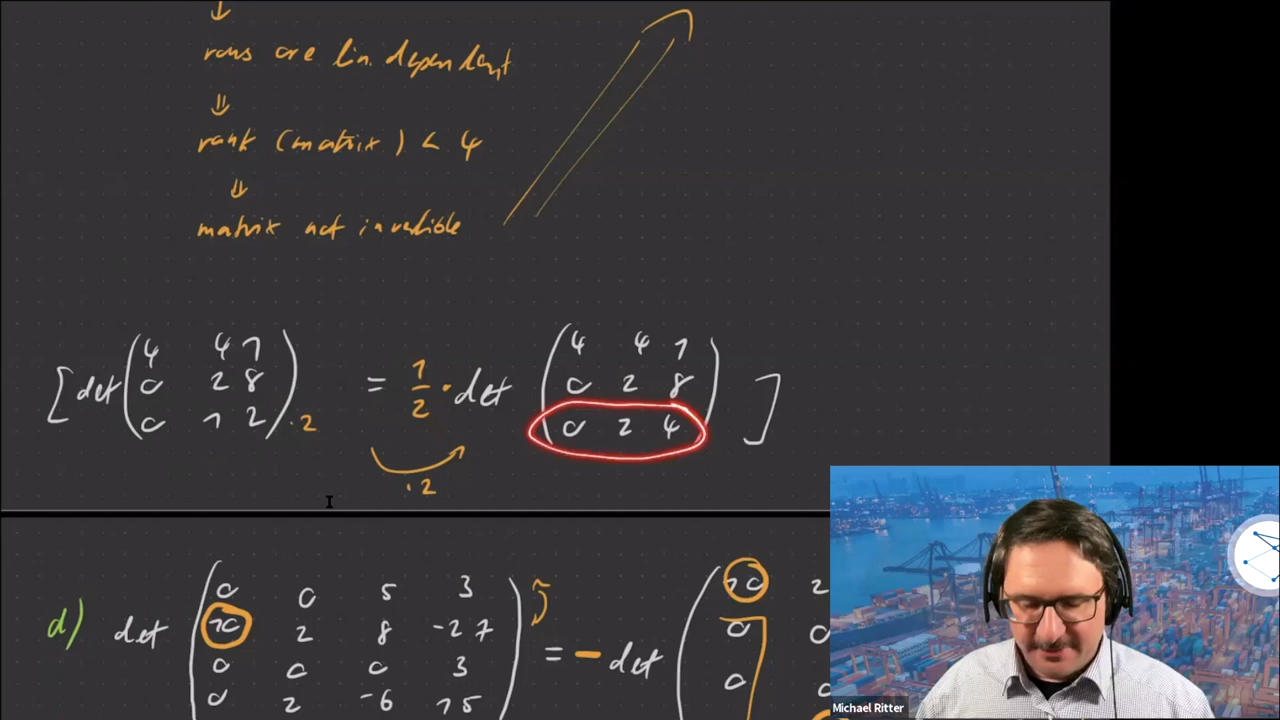 ⇓
rows are lin. dependent
⇓
rank (matrix) < 4
⇓
matrix not invertible
[det ( 4 4 1 ) = 1/2 · det ( 4 4 1 ) ]
0 2 8 0 2 8
0 1 2 · 2 0 2 4
· 2
d) det ( 0 0 5 3 ) = - det ( 10 2
10 2 8 -27 0 0
0 0 0 3 0
0 2 -6 15
Michael Ritter